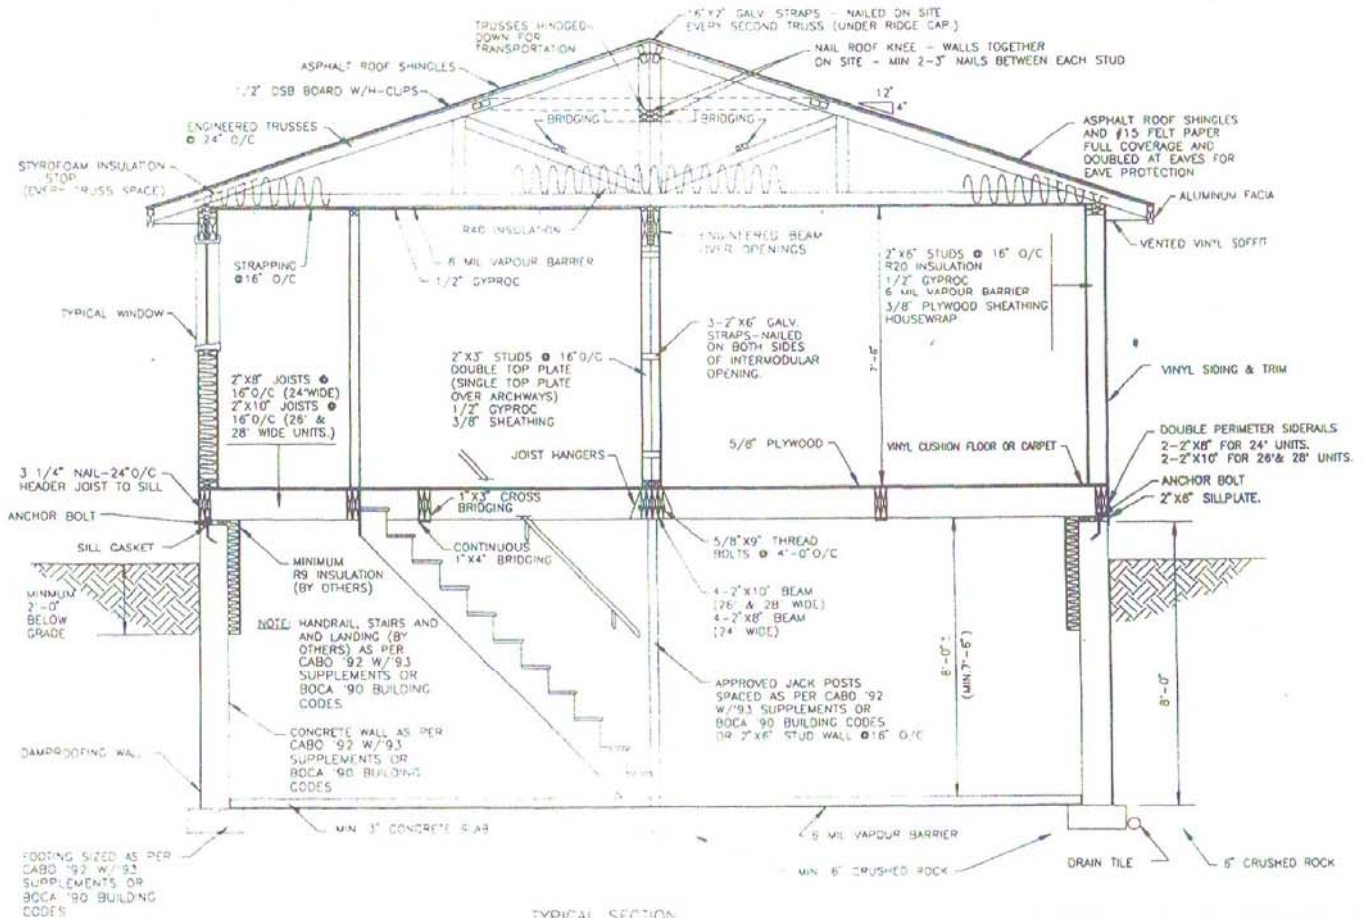 16"X2" GALV. STRAPS - NAILED ON SITE
EVERY SECOND TRUSS (UNDER RIDGE CAP.)
TRUSSES HINGED
DOWN FOR
TRANSPORTATION
NAIL ROOF KNEE - WALLS TOGETHER
ON SITE - MIN 2-3" NAILS BETWEEN EACH STUD
ASPHALT ROOF SHINGLES
1/2" OSB BOARD W/H-CLIPS
12"
4"
ENGINEERED TRUSSES
@ 24" O/C
BRIDGING
BRIDGING
ASPHALT ROOF SHINGLES
AND #15 FELT PAPER
FULL COVERAGE AND
DOUBLED AT EAVES FOR
EAVE PROTECTION
STYROFOAM INSULATION
STOP
(EVERY TRUSS SPACE)
ALUMINUM FACIA
VENTED VINYL SOFFIT
R40 INSULATION
ENGINEERED BEAM
OVER OPENINGS
STRAPPING
@16" O/C
6 MIL VAPOUR BARRIER
1/2" GYPROC
2"X6" STUDS @ 16" O/C
R20 INSULATION
1/2" GYPROC
6 MIL VAPOUR BARRIER
3/8" PLYWOOD SHEATHING
HOUSEWRAP
TYPICAL WINDOW
3-2"X6" GALV.
STRAPS-NAILED
ON BOTH SIDES
OF INTERMODULAR
OPENING.
7'-6"
2"X3" STUDS @ 16"O/C
DOUBLE TOP PLATE
(SINGLE TOP PLATE
OVER ARCHWAYS)
1/2" GYPROC
3/8" SHEATHING
2"X8" JOISTS @
16"O/C (24'WIDE)
2"X10" JOISTS @
16"O/C (26' &
28' WIDE UNITS.)
VINYL SIDING & TRIM
5/8" PLYWOOD
VINYL CUSHION FLOOR OR CARPET
DOUBLE PERIMETER SIDERAILS
2-2"X8" FOR 24' UNITS.
2-2"X10" FOR 26'& 28' UNITS.
JOIST HANGERS
3 1/4" NAIL-24"O/C
HEADER JOIST TO SILL
ANCHOR BOLT
2"X6" SILLPLATE.
1"X3" CROSS
BRIDGING
ANCHOR BOLT
SILL GASKET
CONTINUOUS
1"X4" BRIDGING
5/8"X9" THREAD
BOLTS @ 4'-0"O/C
MINIMUM
R9 INSULATION
(BY OTHERS)
4-2"X10" BEAM
(26' & 28' WIDE)
4-2"X8" BEAM
(24' WIDE)
MINMUM
2'-0"
BELOW
GRADE
NOTE: HANDRAIL, STAIRS AND
AND LANDING (BY
OTHERS) AS PER
CABO '92 W/'93
SUPPLEMENTS OR
BOCA '90 BUILDING
CODES
8'-0"±
(MIN.7'-6")
8'-0"
APPROVED JACK POSTS
SPACED AS PER CABO '92
W/'93 SUPPLEMENTS OR
BOCA '90 BUILDING CODES
OR 2"X6" STUD WALL @16" O/C
CONCRETE WALL AS PER
CABO '92 W/'93
SUPPLEMENTS OR
BOCA '90 BUILDING
CODES
DAMPROOFING WALL
MIN. 3" CONCRETE SLAB
6 MIL VAPOUR BARRIER
MIN. 6" CRUSHED ROCK
DRAIN TILE
6" CRUSHED ROCK
FOOTING SIZED AS PER
CABO '92 W/'93
SUPPLEMENTS OR
BOCA '90 BUILDING
CODES
TYPICAL SECTION